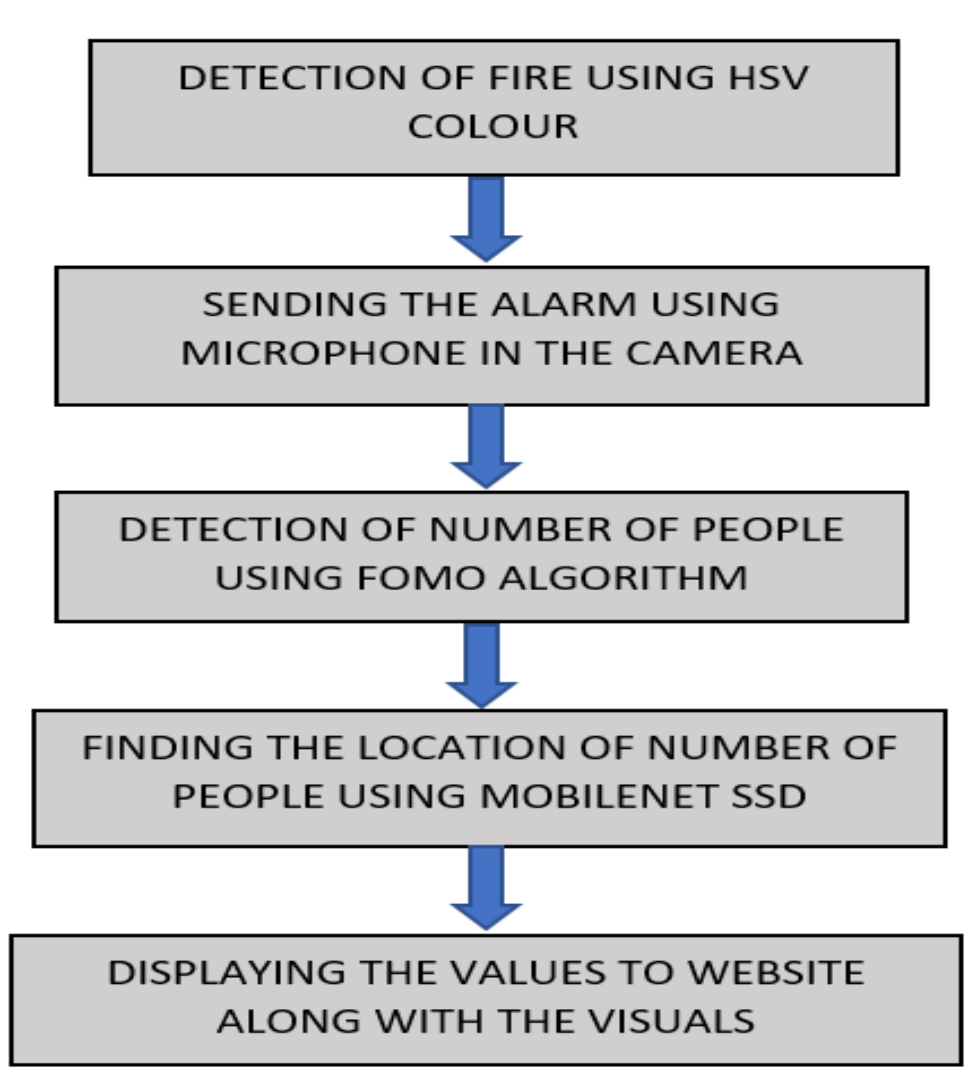 DETECTION OF FIRE USING HSV
COLOUR
SENDING THE ALARM USING
MICROPHONE IN THE CAMERA
DETECTION OF NUMBER OF PEOPLE
USING FOMO ALGORITHM
FINDING THE LOCATION OF NUMBER OF
PEOPLE USING MOBILENET SSD
DISPLAYING THE VALUES TO WEBSITE
ALONG WITH THE VISUALS